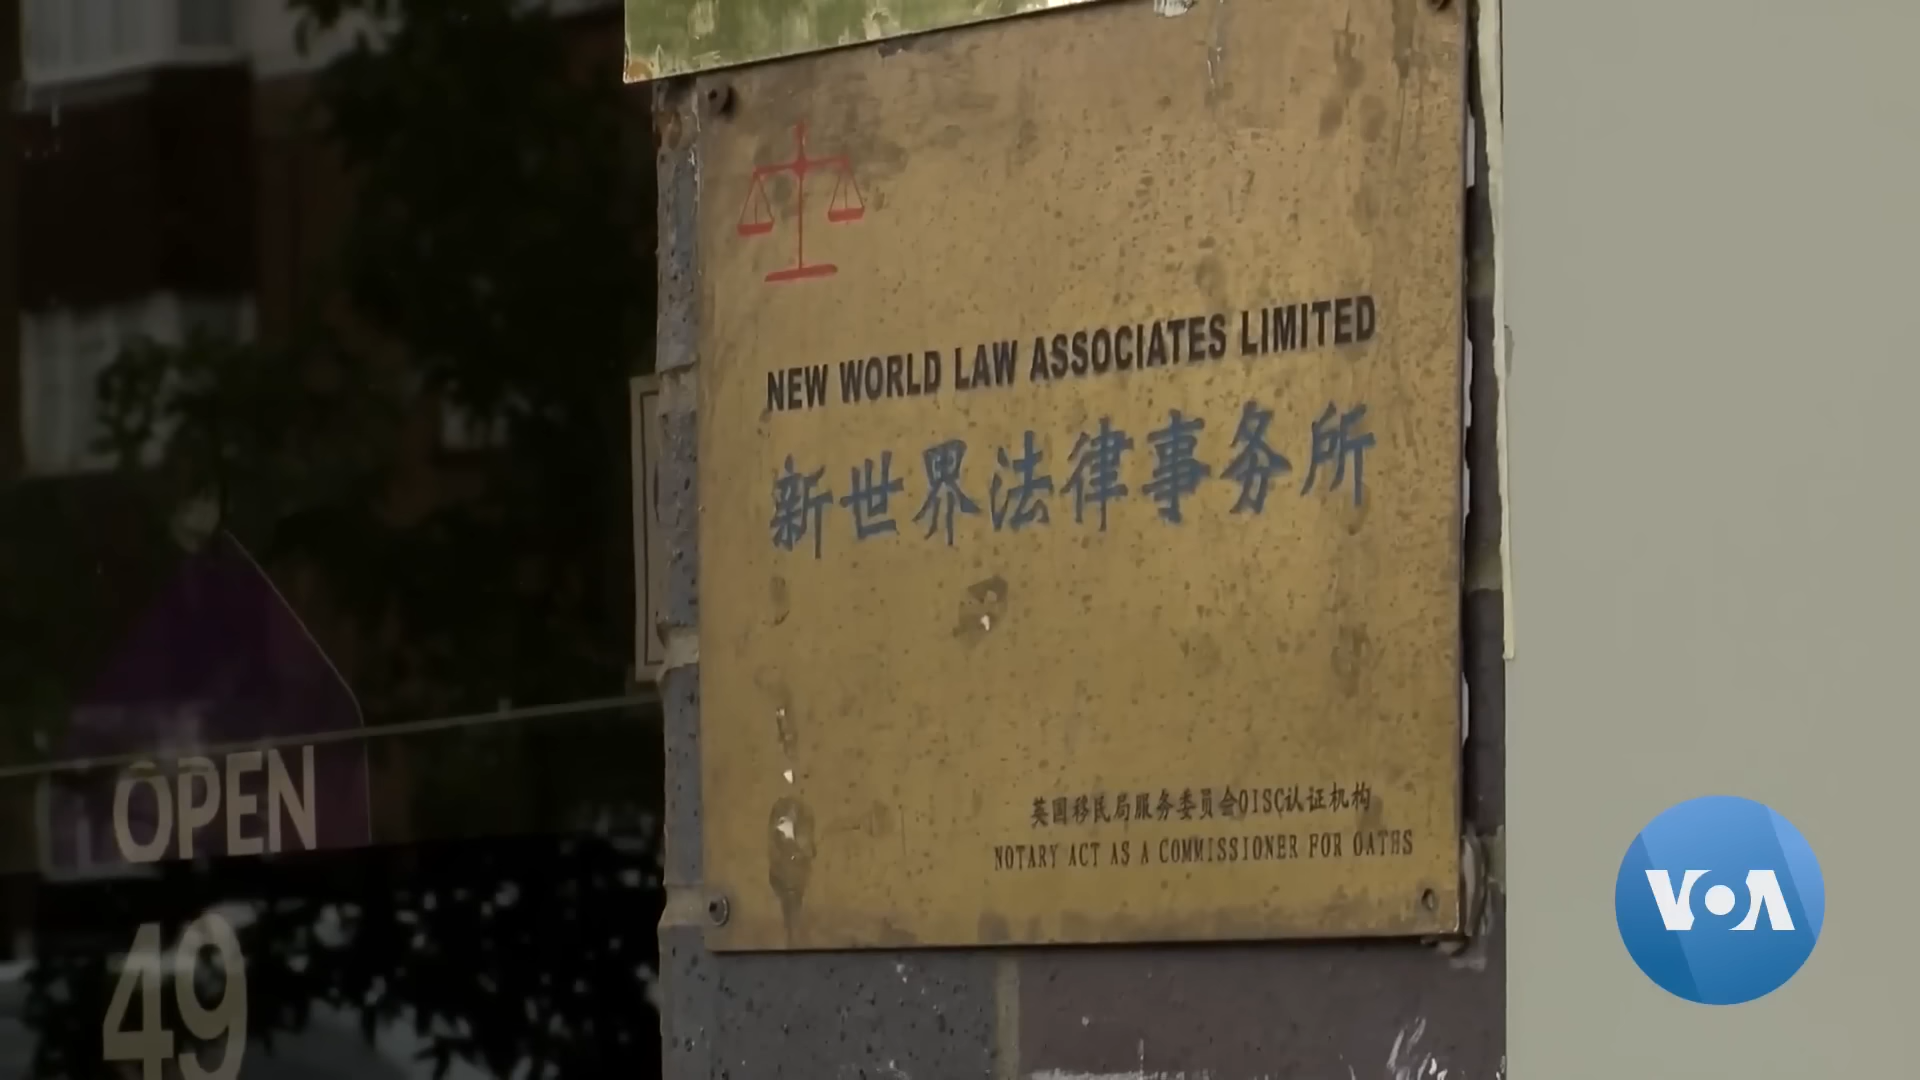 NEW WORLD LAW ASSOCIATES LIMITED
新世界法律事务所
英国移民局服务委员会OISC认证机构
NOTARY ACT AS A COMMISSIONER FOR OATHS
OPEN
49
VOA